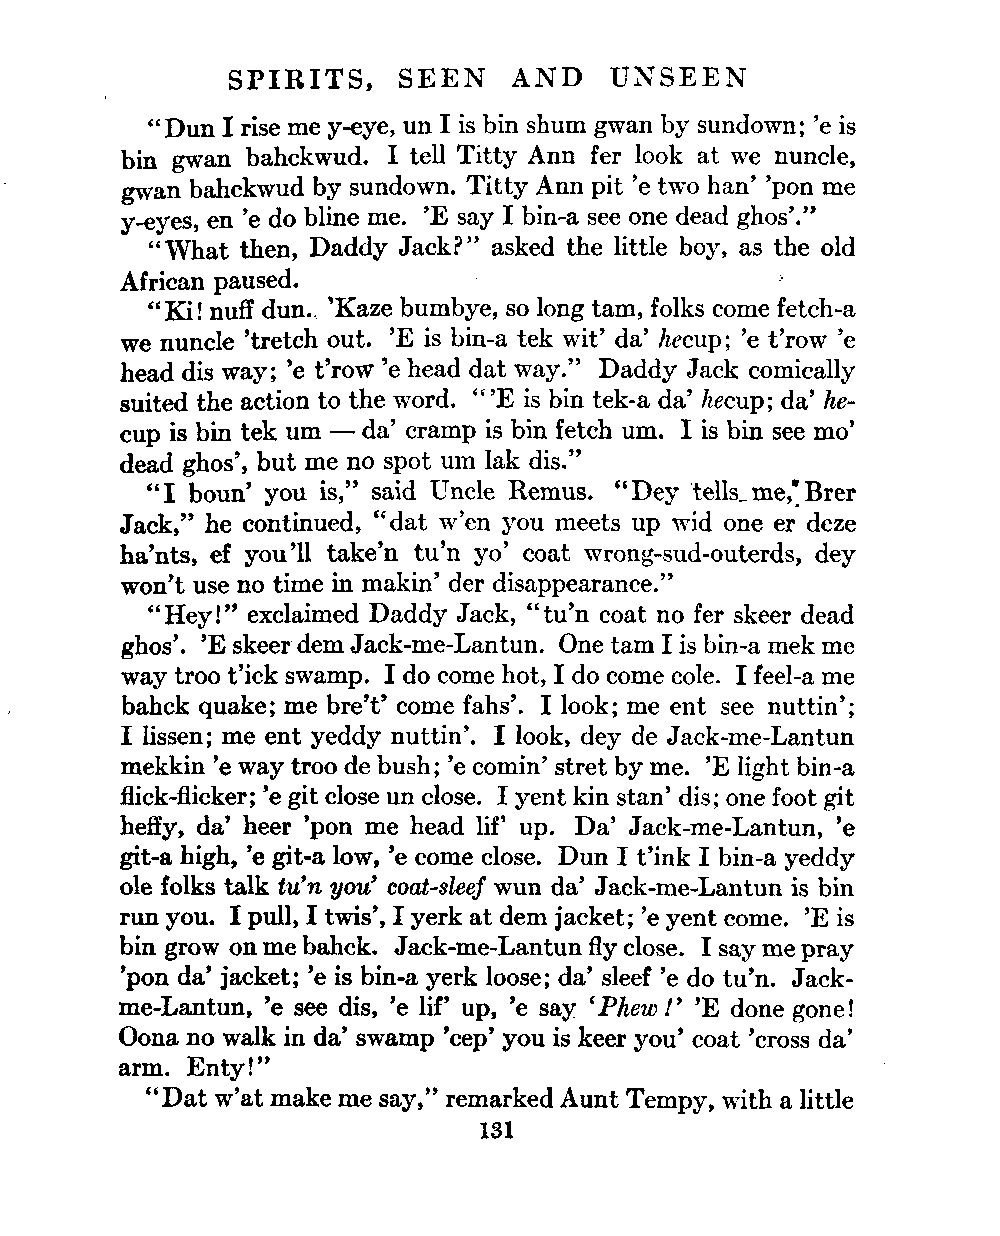 SPIRITS, SEEN AND UNSEEN
“Dun I rise me y-eye, un I is bin shum gwan by sundown; ’e is
bin gwan bahckwud. I tell Titty Ann fer look at we nuncle,
gwan bahckwud by sundown. Titty Ann pit ’e two han’ ’pon me
y-eyes, en ’e do bline me. ’E say I bin-a see one dead ghos’.”
“What then, Daddy Jack?” asked the little boy, as the old
African paused.
“Ki! nuff dun. ’Kaze bumbye, so long tam, folks come fetch-a
we nuncle ’tretch out. ’E is bin-a tek wit’ da’ hecup; ’e t’row ’e
head dis way; ’e t’row ’e head dat way.” Daddy Jack comically
suited the action to the word. “’E is bin tek-a da’ hecup; da’ he-
cup is bin tek um — da’ cramp is bin fetch um. I is bin see mo’
dead ghos’, but me no spot um lak dis.”
“I boun’ you is,” said Uncle Remus. “Dey tells me, Brer
Jack,” he continued, “dat w’en you meets up wid one er deze
ha’nts, ef you’ll take’n tu’n yo’ coat wrong-sud-outerds, dey
won’t use no time in makin’ der disappearance.”
“Hey!” exclaimed Daddy Jack, “tu’n coat no fer skeer dead
ghos’. ’E skeer dem Jack-me-Lantun. One tam I is bin-a mek me
way troo t’ick swamp. I do come hot, I do come cole. I feel-a me
bahck quake; me bre’t’ come fahs’. I look; me ent see nuttin’;
I lissen; me ent yeddy nuttin’. I look, dey de Jack-me-Lantun
mekkin ’e way troo de bush; ’e comin’ stret by me. ’E light bin-a
flick-flicker; ’e git close un close. I yent kin stan’ dis; one foot git
heffy, da’ heer ’pon me head lif’ up. Da’ Jack-me-Lantun, ’e
git-a high, ’e git-a low, ’e come close. Dun I t’ink I bin-a yeddy
ole folks talk tu’n you’ coat-sleef wun da’ Jack-me-Lantun is bin
run you. I pull, I twis’, I yerk at dem jacket; ’e yent come. ’E is
bin grow on me bahck. Jack-me-Lantun fly close. I say me pray
’pon da’ jacket; ’e is bin-a yerk loose; da’ sleef ’e do tu’n. Jack-
me-Lantun, ’e see dis, ’e lif’ up, ’e say ‘Phew!’ ’E done gone!
Oona no walk in da’ swamp ’cep’ you is keer you’ coat ’cross da’
arm. Enty!”
“Dat w’at make me say,” remarked Aunt Tempy, with a little
131